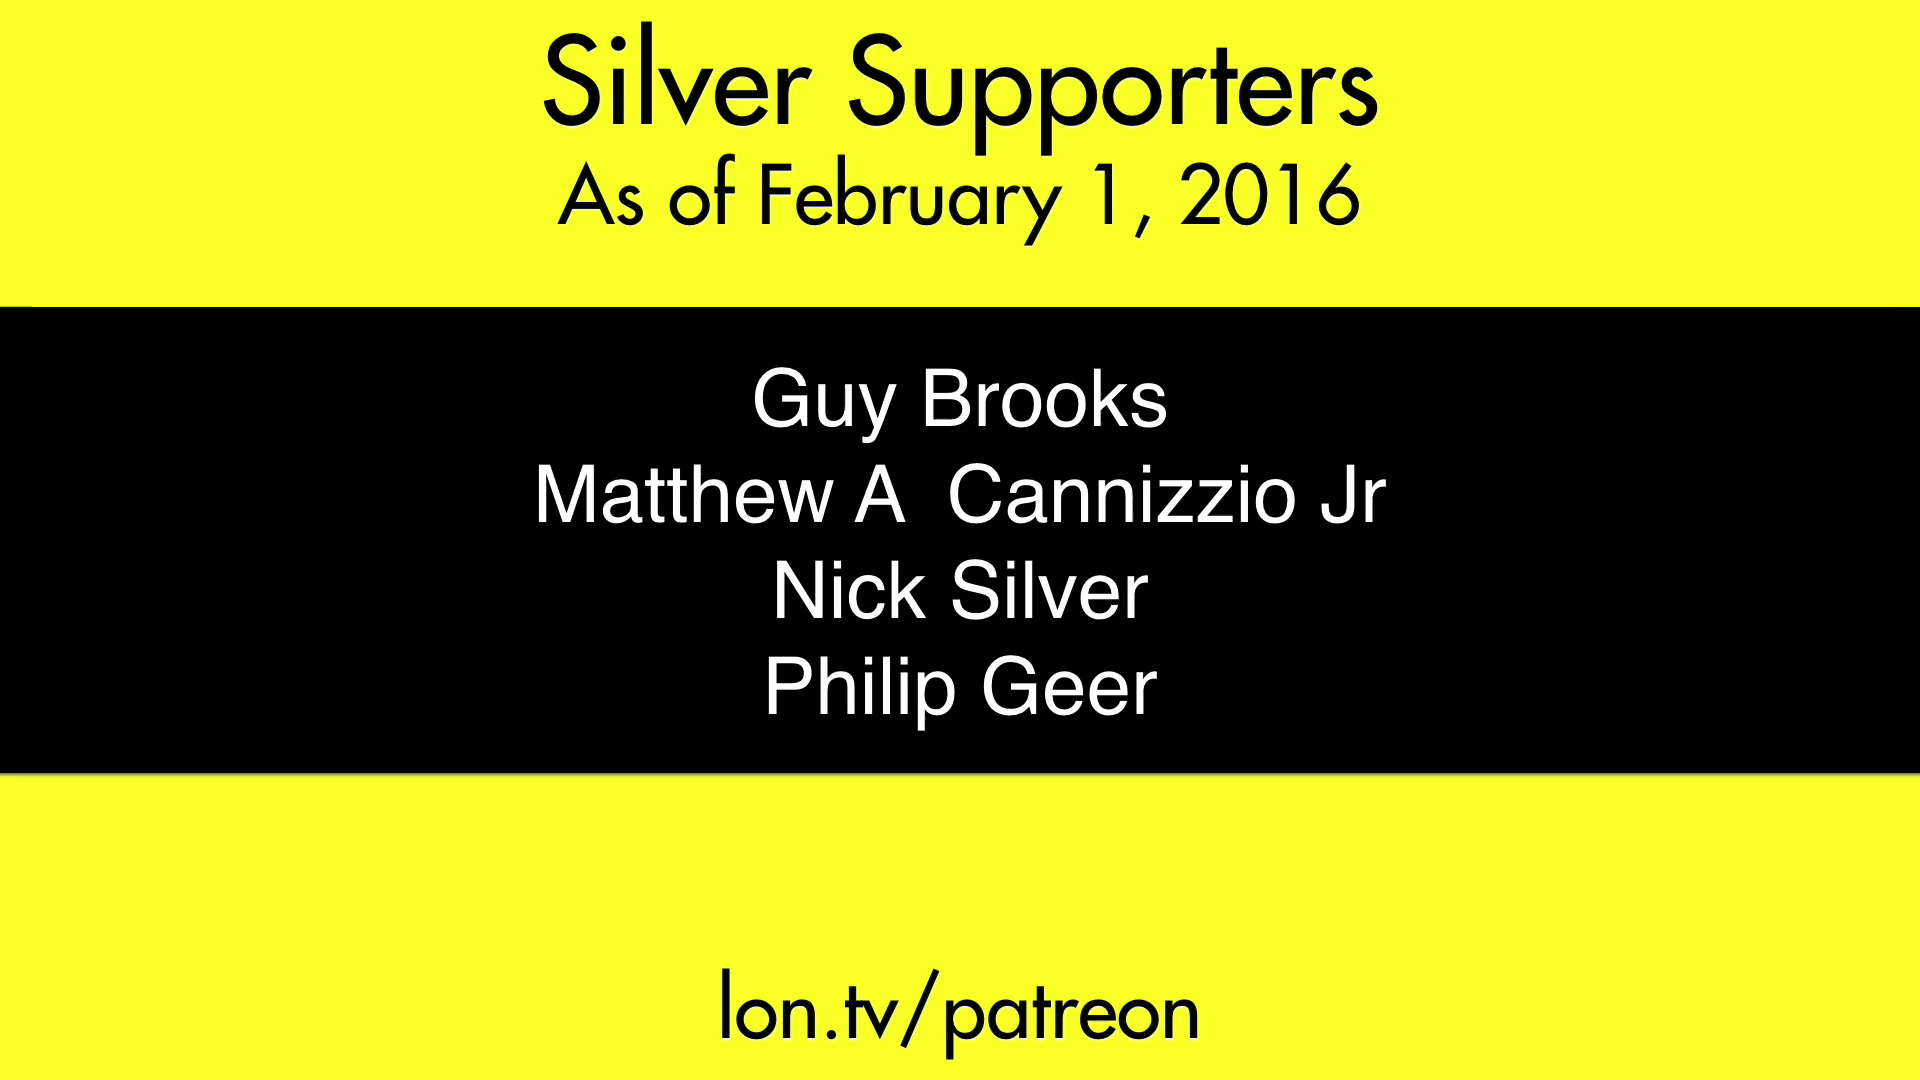 Silver Supporters
As of February 1, 2016
Guy Brooks
Matthew A  Cannizzio Jr
Nick Silver
Philip Geer
lon.tv/patreon